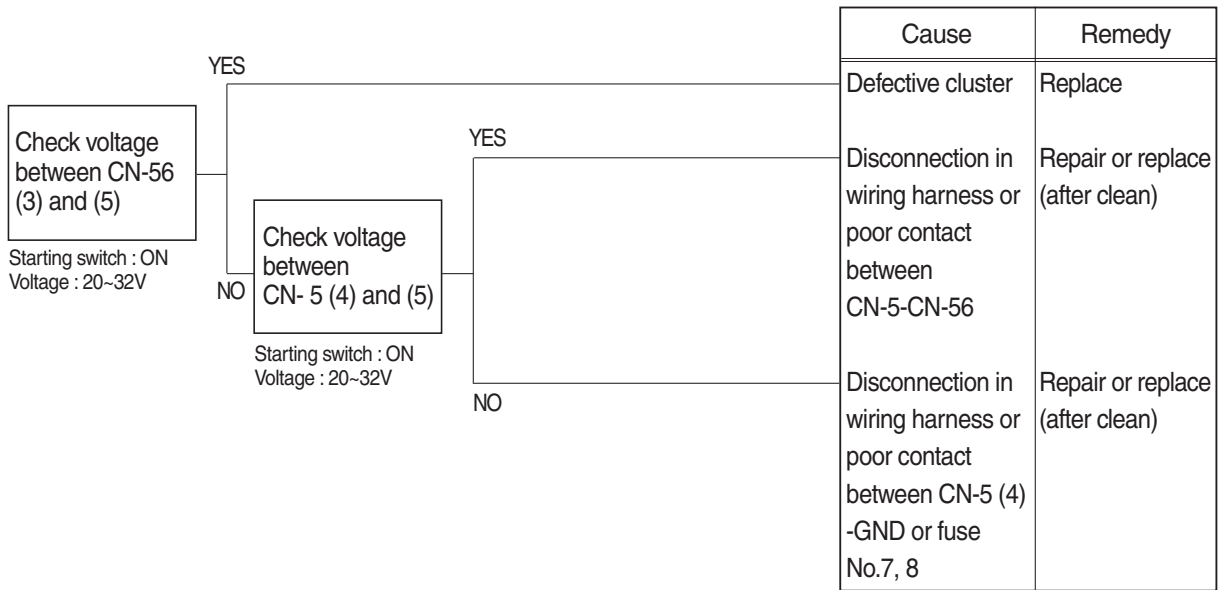 Cause
Remedy
YES
Defective cluster
Replace
Check voltage
between CN-56
(3) and (5)
Starting switch : ON
Voltage : 20~32V
YES
Disconnection in
wiring harness or
poor contact
between
CN-5-CN-56
Repair or replace
(after clean)
NO
Check voltage
between
CN- 5 (4) and (5)
Starting switch : ON
Voltage : 20~32V
NO
Disconnection in
wiring harness or
poor contact
between CN-5 (4)
-GND or fuse
No.7, 8
Repair or replace
(after clean)